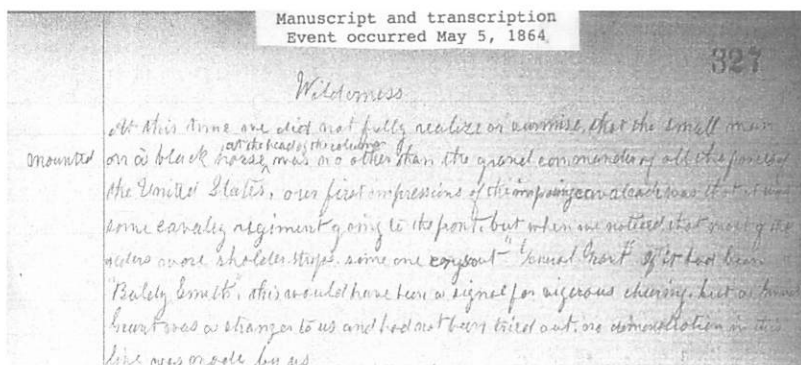 Manuscript and transcription
Event occurred May 5, 1864
327
Wilderness
At this time we did not fully realize or surmise, that the small man
at the head of the column
mounted on a black horse, was no other than the grand commander of all the forces of
the United States, our first impressions of the imposing cavalcade was that it was
some cavalry regiment going to the front, but when we noticed that most of the
riders wore sholder straps. some one crys out "General Grant" If it had been
"Baldy Smith", this would have been a signal for vigerous cheering, but as
Grant was a stranger to us and had not been tried out, no demonstration in this
line was made by us